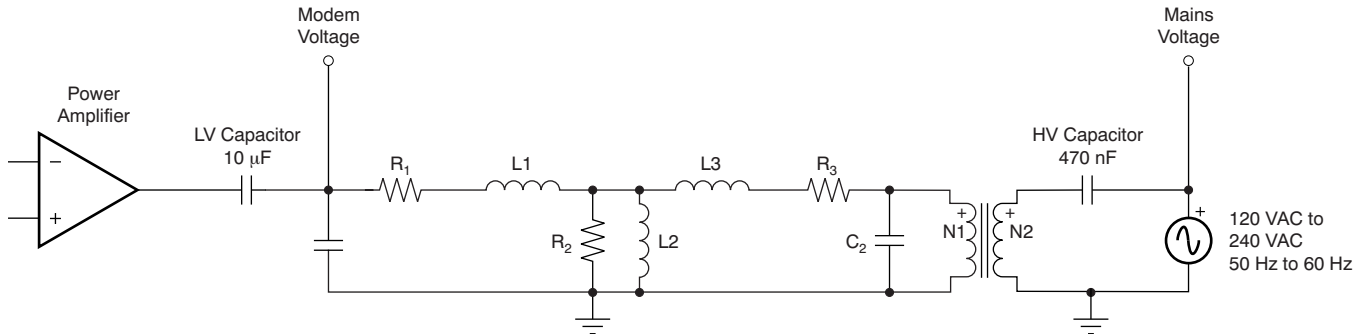 Modem
Voltage
Mains
Voltage
Power
Amplifier
LV Capacitor
10 μF
HV Capacitor
470 nF
R1
L1
L3
R3
−
+
R2
L2
C2
+
N1
+
N2
+
120 VAC to
240 VAC
50 Hz to 60 Hz